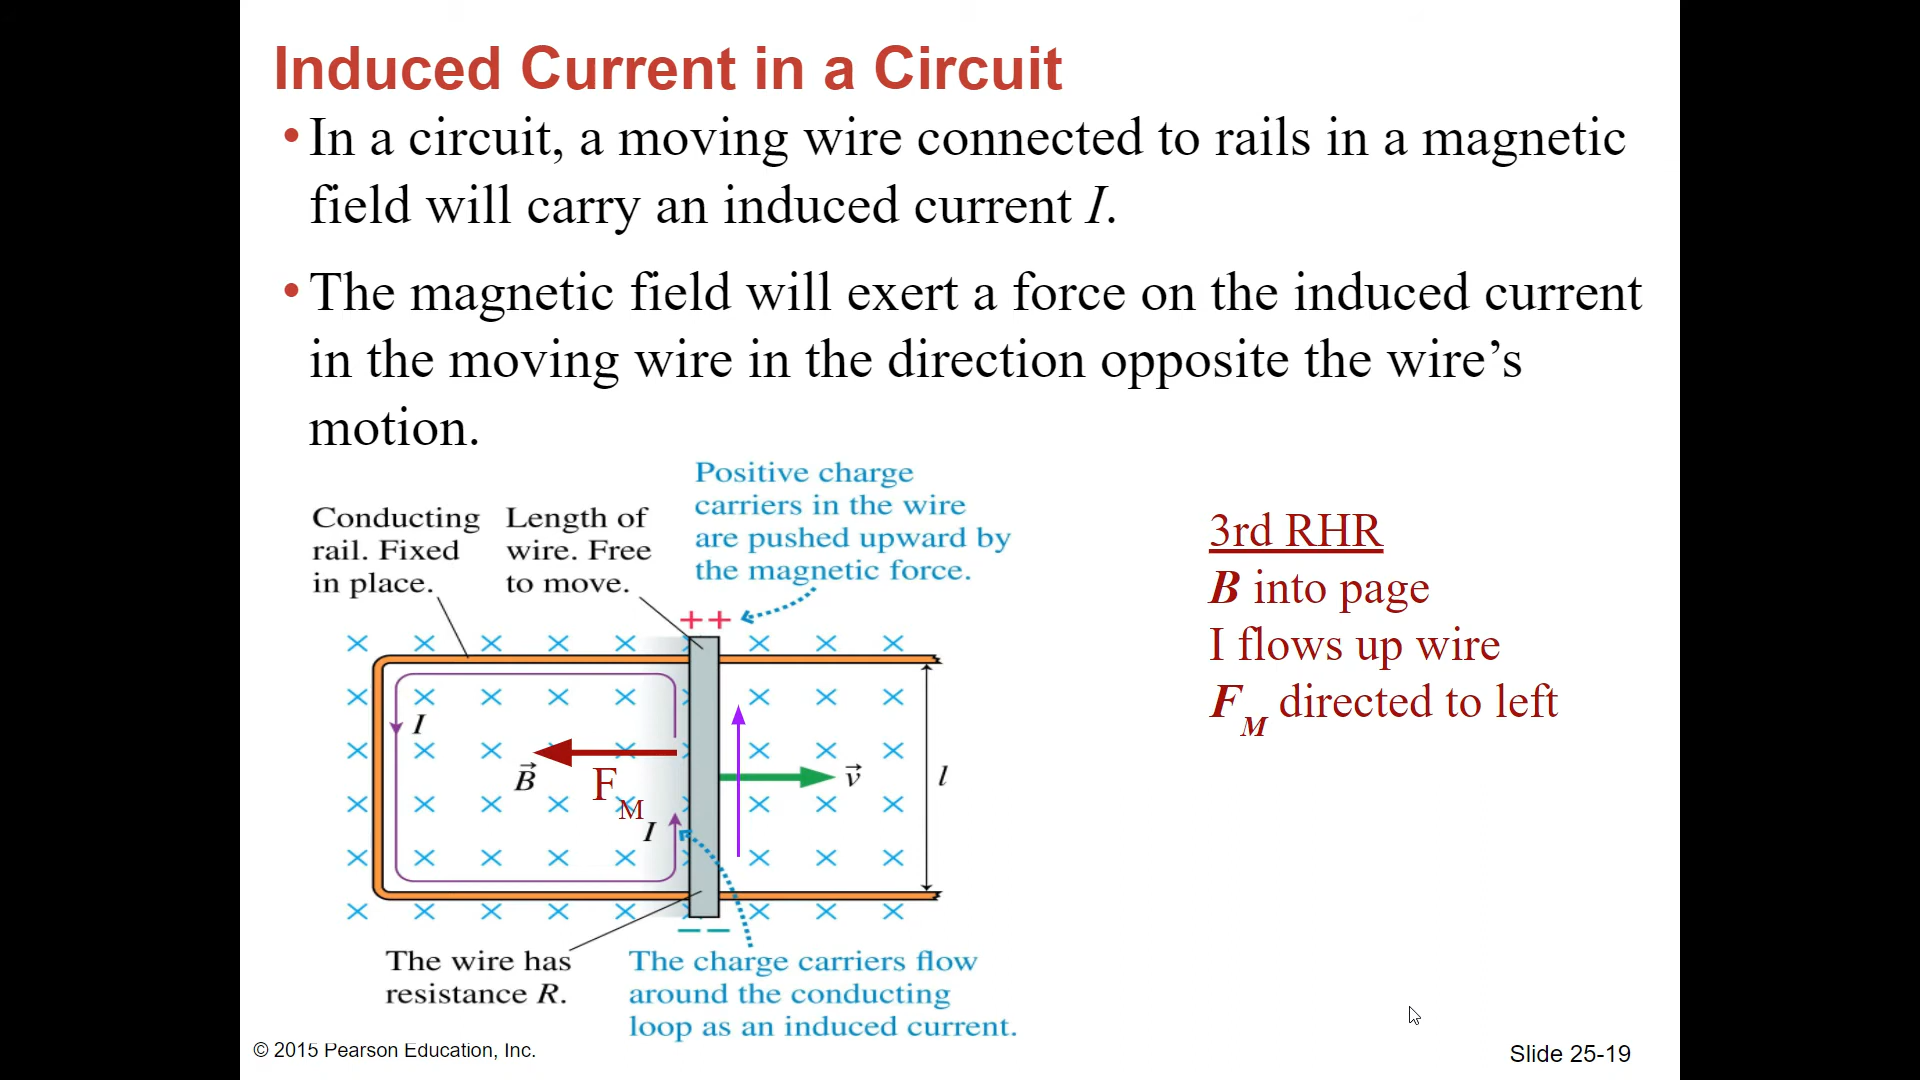 Induced Current in a Circuit
• In a circuit, a moving wire connected to rails in a magnetic
field will carry an induced current I.
• The magnetic field will exert a force on the induced current
in the moving wire in the direction opposite the wire’s
motion.
Conducting
rail. Fixed
in place.
Length of
wire. Free
to move.
Positive charge
carriers in the wire
are pushed upward by
the magnetic force.
3rd RHR
B into page
I flows up wire
F_M directed to left
++
I
B⃗
F_M
I
v⃗
l
− −
The wire has
resistance R.
The charge carriers flow
around the conducting
loop as an induced current.
© 2015 Pearson Education, Inc.
Slide 25-19